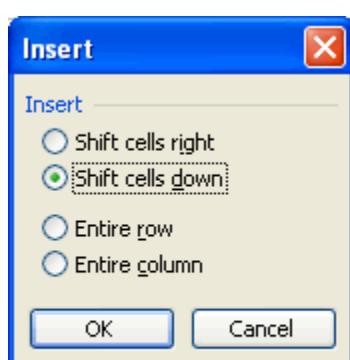 Insert
Insert
Shift cells right
Shift cells down
Entire row
Entire column
OK
Cancel